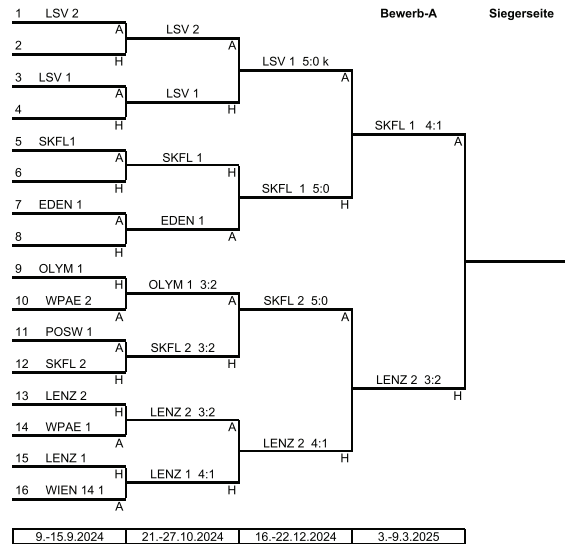 Bewerb-A Siegerseite
1 LSV 2
A LSV 2
2 A
H LSV 1 5:0 k
3 LSV 1 A
A LSV 1
4 H
H SKFL 1 4:1
5 SKFL1 A
A SKFL 1
6 H
H SKFL 1 5:0
7 EDEN 1 H
A EDEN 1
8 A
H
9 OLYM 1
H OLYM 1 3:2
10 WPAE 2 A SKFL 2 5:0
A A
11 POSW 1
A SKFL 2 3:2
12 SKFL 2 H
H LENZ 2 3:2
13 LENZ 2 H
H LENZ 2 3:2
14 WPAE 1 A
A LENZ 2 4:1
15 LENZ 1 H
H LENZ 1 4:1
16 WIEN 14 1 H
A
9.-15.9.2024 21.-27.10.2024 16.-22.12.2024 3.-9.3.2025